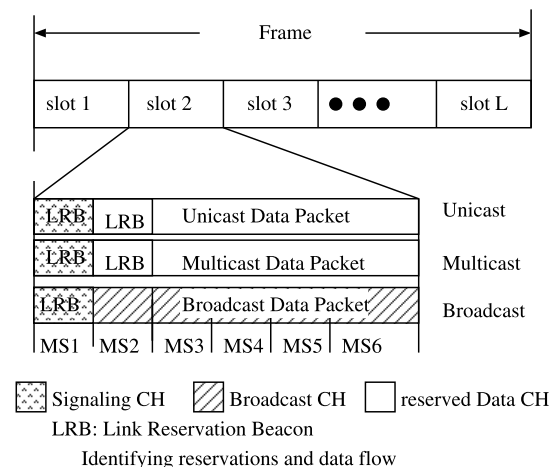 Frame
slot 1 slot 2 slot 3 ●●● slot L
LRB LRB Unicast Data Packet Unicast
LRB LRB Multicast Data Packet Multicast
LRB Broadcast Data Packet Broadcast
MS1 MS2 MS3 MS4 MS5 MS6
Signaling CH Broadcast CH reserved Data CH
LRB: Link Reservation Beacon
Identifying reservations and data flow